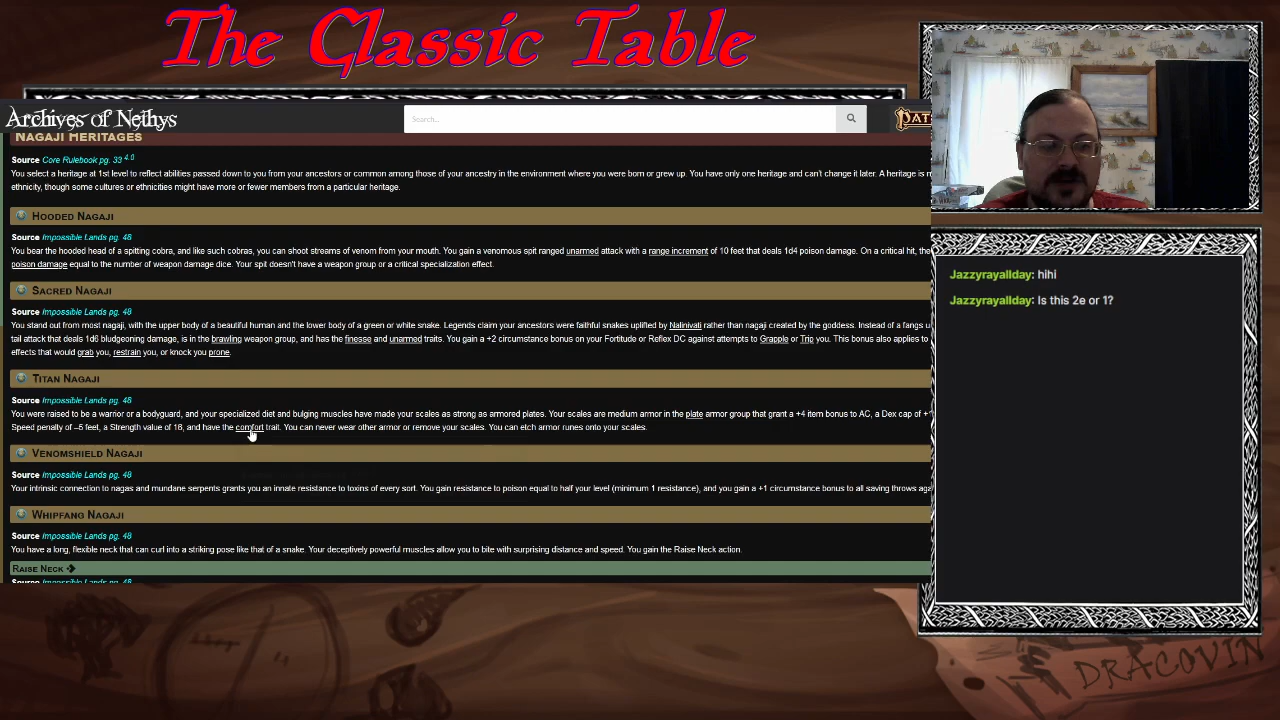 The Classic Table
Archives of Nethys
Search...
NAGAJI HERITAGES
Source Core Rulebook pg. 33 4.0
You select a heritage at 1st level to reflect abilities passed down to you from your ancestors or common among those of your ancestry in the environment where you were born or grew up. You have only one heritage and can't change it later. A heritage is
ethnicity, though some cultures or ethnicities might have more or fewer members from a particular heritage.
HOODED NAGAJI
Source Impossible Lands pg. 48
You bear the hooded head of a spitting cobra, and like such cobras, you can shoot streams of venom from your mouth. You gain a venomous spit ranged unarmed attack with a range increment of 10 feet that deals 1d4 poison damage. On a critical hit, the
poison damage equal to the number of weapon damage dice. Your spit doesn't have a weapon group or a critical specialization effect.
SACRED NAGAJI
Source Impossible Lands pg. 48
You stand out from most nagaji, with the upper body of a beautiful human and the lower body of a green or white snake. Legends claim your ancestors were faithful snakes uplifted by Nalinivati rather than nagaji created by the goddess. Instead of a fangs u
tail attack that deals 1d6 bludgeoning damage, is in the brawling weapon group, and has the finesse and unarmed traits. You gain a +2 circumstance bonus on your Fortitude or Reflex DC against attempts to Grapple or Trip you. This bonus also applies to
effects that would grab you, restrain you, or knock you prone.
TITAN NAGAJI
Source Impossible Lands pg. 48
You were raised to be a warrior or a bodyguard, and your specialized diet and bulging muscles have made your scales as strong as armored plates. Your scales are medium armor in the plate armor group that grant a +4 item bonus to AC, a Dex cap of
Speed penalty of –5 feet, a Strength value of 16, and have the comfort trait. You can never wear other armor or remove your scales. You can etch armor runes onto your scales.
VENOMSHIELD NAGAJI
Source Impossible Lands pg. 48
Your intrinsic connection to nagas and mundane serpents grants you an innate resistance to toxins of every sort. You gain resistance to poison equal to half your level (minimum 1 resistance), and you gain a +1 circumstance bonus to all saving throws
WHIPFANG NAGAJI
Source Impossible Lands pg. 48
You have a long, flexible neck that can curl into a striking pose like that of a snake. Your deceptively powerful muscles allow you to bite with surprising distance and speed. You gain the Raise Neck action.
RAISE NECK
Source Impossible Lands pg. 48
PAT
Jazzyrayallday: hihi
Jazzyrayallday: Is this 2e or 1?
DRACOVIN